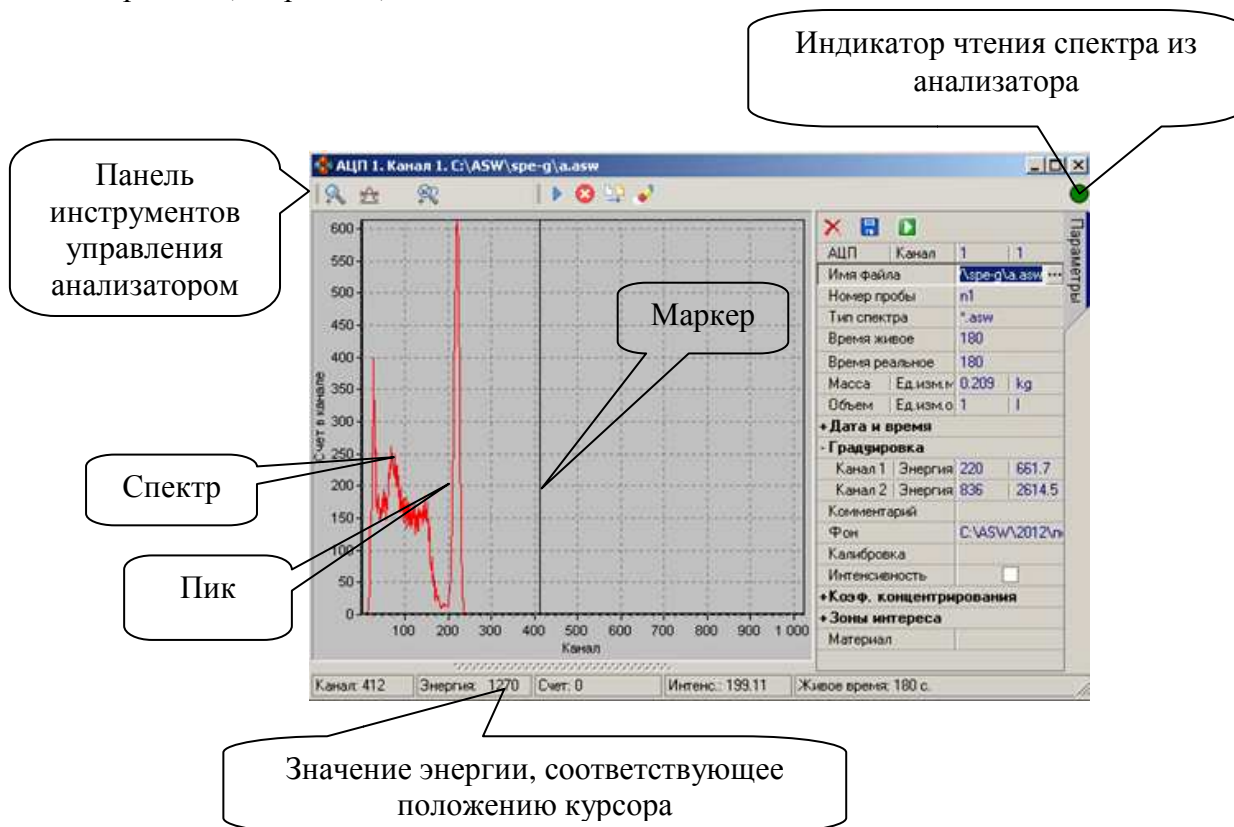 Индикатор чтения спектра из
анализатора
Панель
инструментов
управления
анализатором
АЦП 1. Канал 1. C:\ASW\spe-g\a.asw
Маркер
Спектр
Пик
Счет в канале
600
550
500
450
400
350
300
250
200
150
100
50
0
100 200 300 400 500 600 700 800 900 1 000
Канал
Параметры
АЦП Канал 1 1
Имя файла \spe-g\a.asw ...
Номер пробы n1
Тип спектра *.asw
Время живое 180
Время реальное 180
Масса Ед.изм.м 0.209 kg
Объем Ед.изм.о 1 l
+Дата и время
- Градуировка
Канал 1 Энергия 220 661.7
Канал 2 Энергия 836 2614.5
Комментарий
Фон C:\ASW\2012\
Калибровка
Интенсивность
+Коэф. концентрирования
+Зоны интереса
Материал
Канал: 412 Энергия: 1270 Счет: 0 Интенс.: 199.11 Живое время: 180 с.
Значение энергии, соответствующее
положению курсора